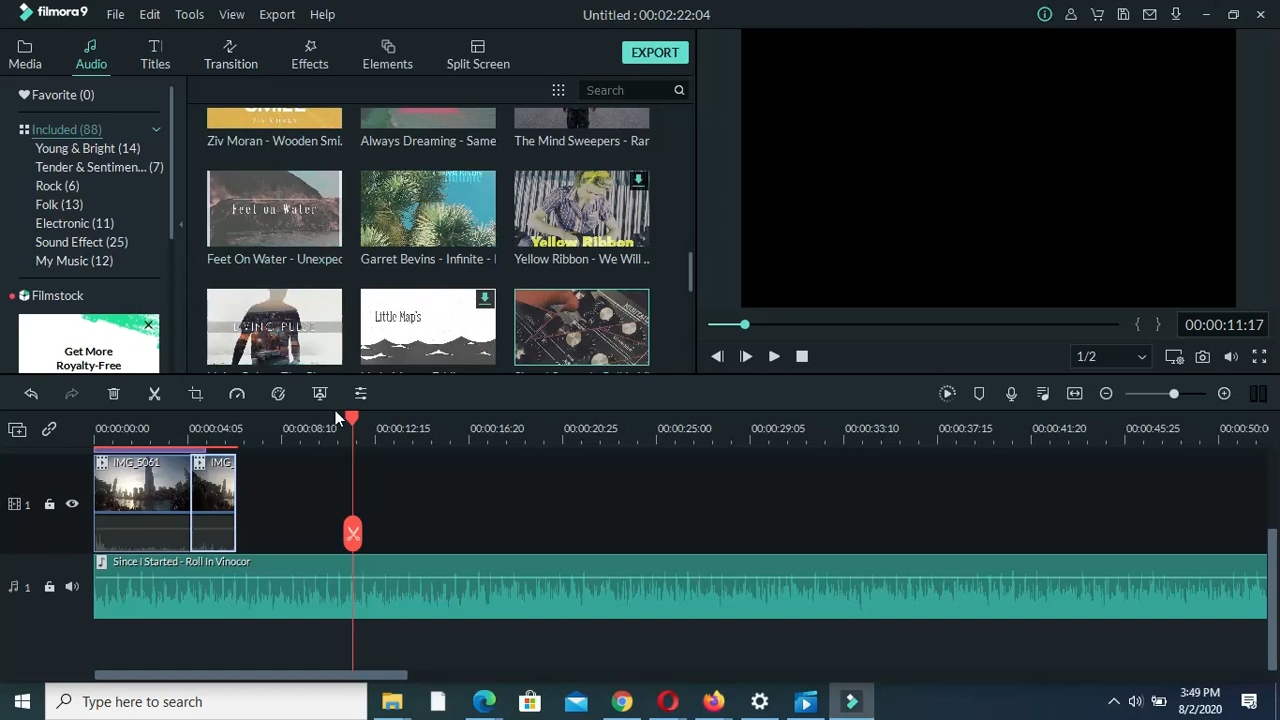 filmora9 File Edit Tools View Export Help Untitled : 00:02:22:04
Media Audio Titles Transition Effects Elements Split Screen EXPORT
Favorite (0)
Search
Included (88)
Young & Bright (14)
Tender & Sentimen... (7)
Rock (6)
Folk (13)
Electronic (11)
Sound Effect (25)
My Music (12)
Filmstock
Get More
Royalty-Free
Ziv Moran - Wooden Smi.
Always Dreaming - Same
The Mind Sweepers - Rar
Feet on Water
Yellow Ribbon
Feet On Water - Unexpec
Garret Bevins - Infinite -
Yellow Ribbon - We Will ..
LIVING PULSE
Little Map's
00:00:11:17
1/2
00:00:00:00 00:00:04:05 00:00:08:10 00:00:12:15 00:00:16:20 00:00:20:25 00:00:25:00 00:00:29:05 00:00:33:10 00:00:37:15 00:00:41:20 00:00:45:25 00:00:50:0
IMG_5061 IMG_
1
Since I Started - Roll In Vinocor
1
Type here to search
3:49 PM
8/2/2020